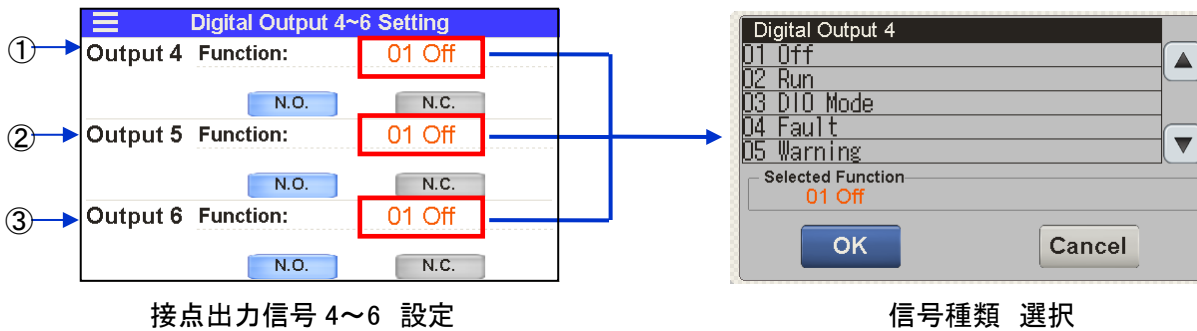 Digital Output 4~6 Setting
① Output 4 Function: 01 Off
N.O. N.C.
② Output 5 Function: 01 Off
N.O. N.C.
③ Output 6 Function: 01 Off
N.O. N.C.
接点出力信号 4～6 設定
Digital Output 4
01 Off
02 Run
03 DIO Mode
04 Fault
05 Warning
Selected Function
01 Off
OK Cancel
信号種類 選択